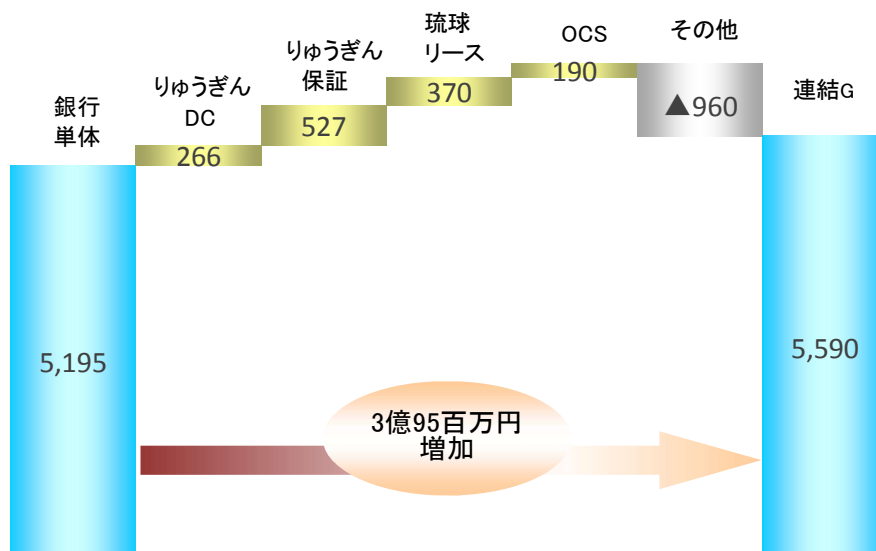 銀行
単体
5,195
りゅうぎん
DC
266
りゅうぎん
保証
527
琉球
リース
370
OCS
190
その他
▲960
連結G
5,590
3億95百万円
増加